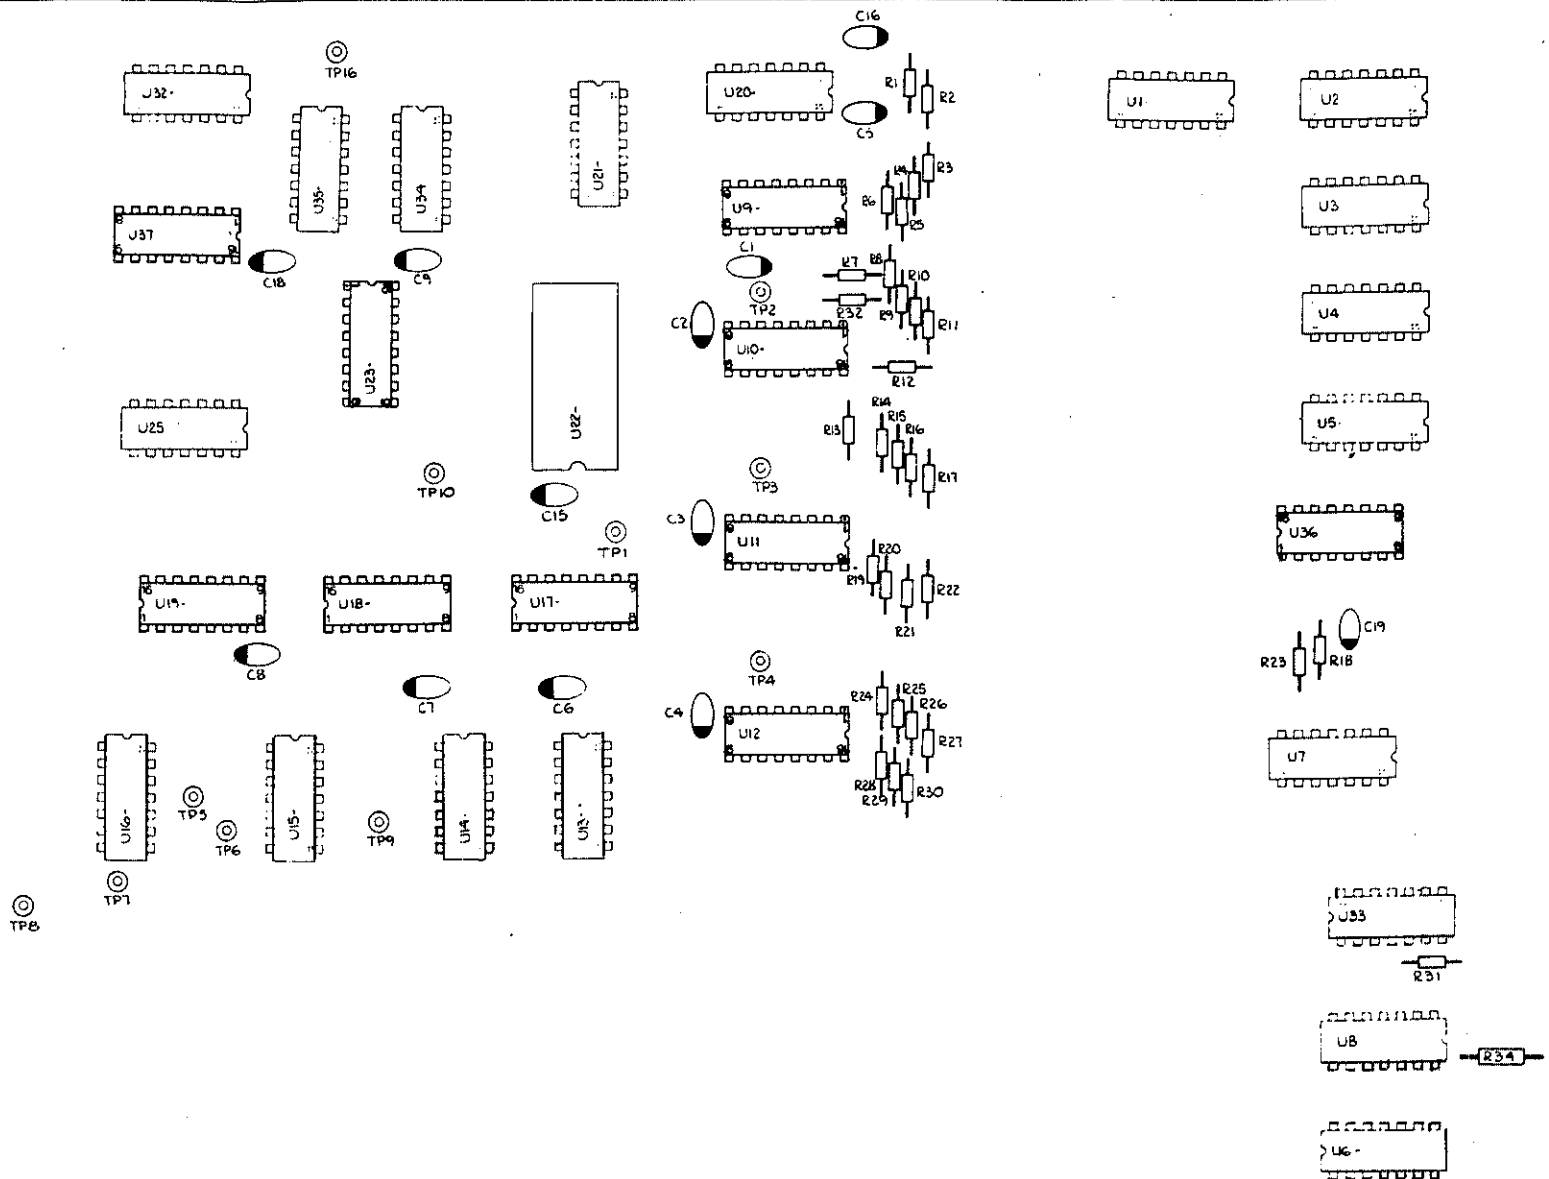 C16
TP16
U32-
U20-
R1
R2
U1
U2
C5
U35-
U34
U21-
R3
R4
U9-
R6
R5
U3
U37
C18
C9
C1
R7
R8
R10
TP2
R32
R9
R11
C2
U10-
U4
U23-
R12
U22-
R14
R15
R13
R16
U25
U5-
TP10
TP3
R17
C15
C3
TP1
U11
U36
R20
R19
R22
U19-
U18-
U17-
R21
C19
R23
R18
C8
TP4
C7
C6
R24
R25
C4
R26
U12
R27
U7
R28
R29
R30
TP5
U16-
U15-
U14-
U13-
TP6
TP9
TP7
TP8
U33
R31
U8
R34
U6-